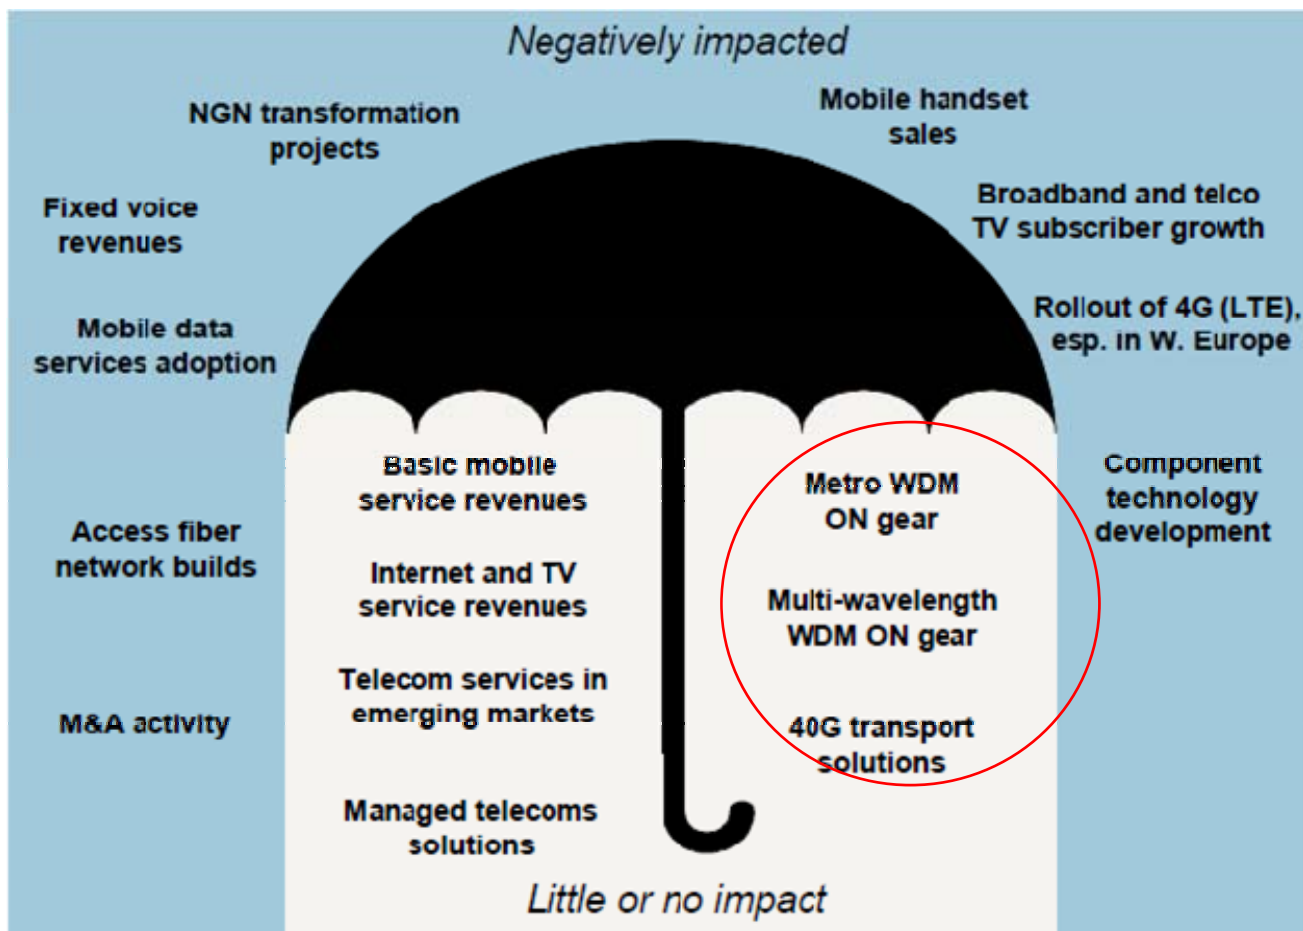 Negatively impacted
NGN transformation
projects
Mobile handset
sales
Fixed voice
revenues
Broadband and telco
TV subscriber growth
Mobile data
services adoption
Rollout of 4G (LTE),
esp. in W. Europe
Basic mobile
service revenues
Metro WDM
ON gear
Component
technology
development
Access fiber
network builds
Internet and TV
service revenues
Multi-wavelength
WDM ON gear
Telecom services in
emerging markets
M&A activity
40G transport
solutions
Managed telecoms
solutions
Little or no impact